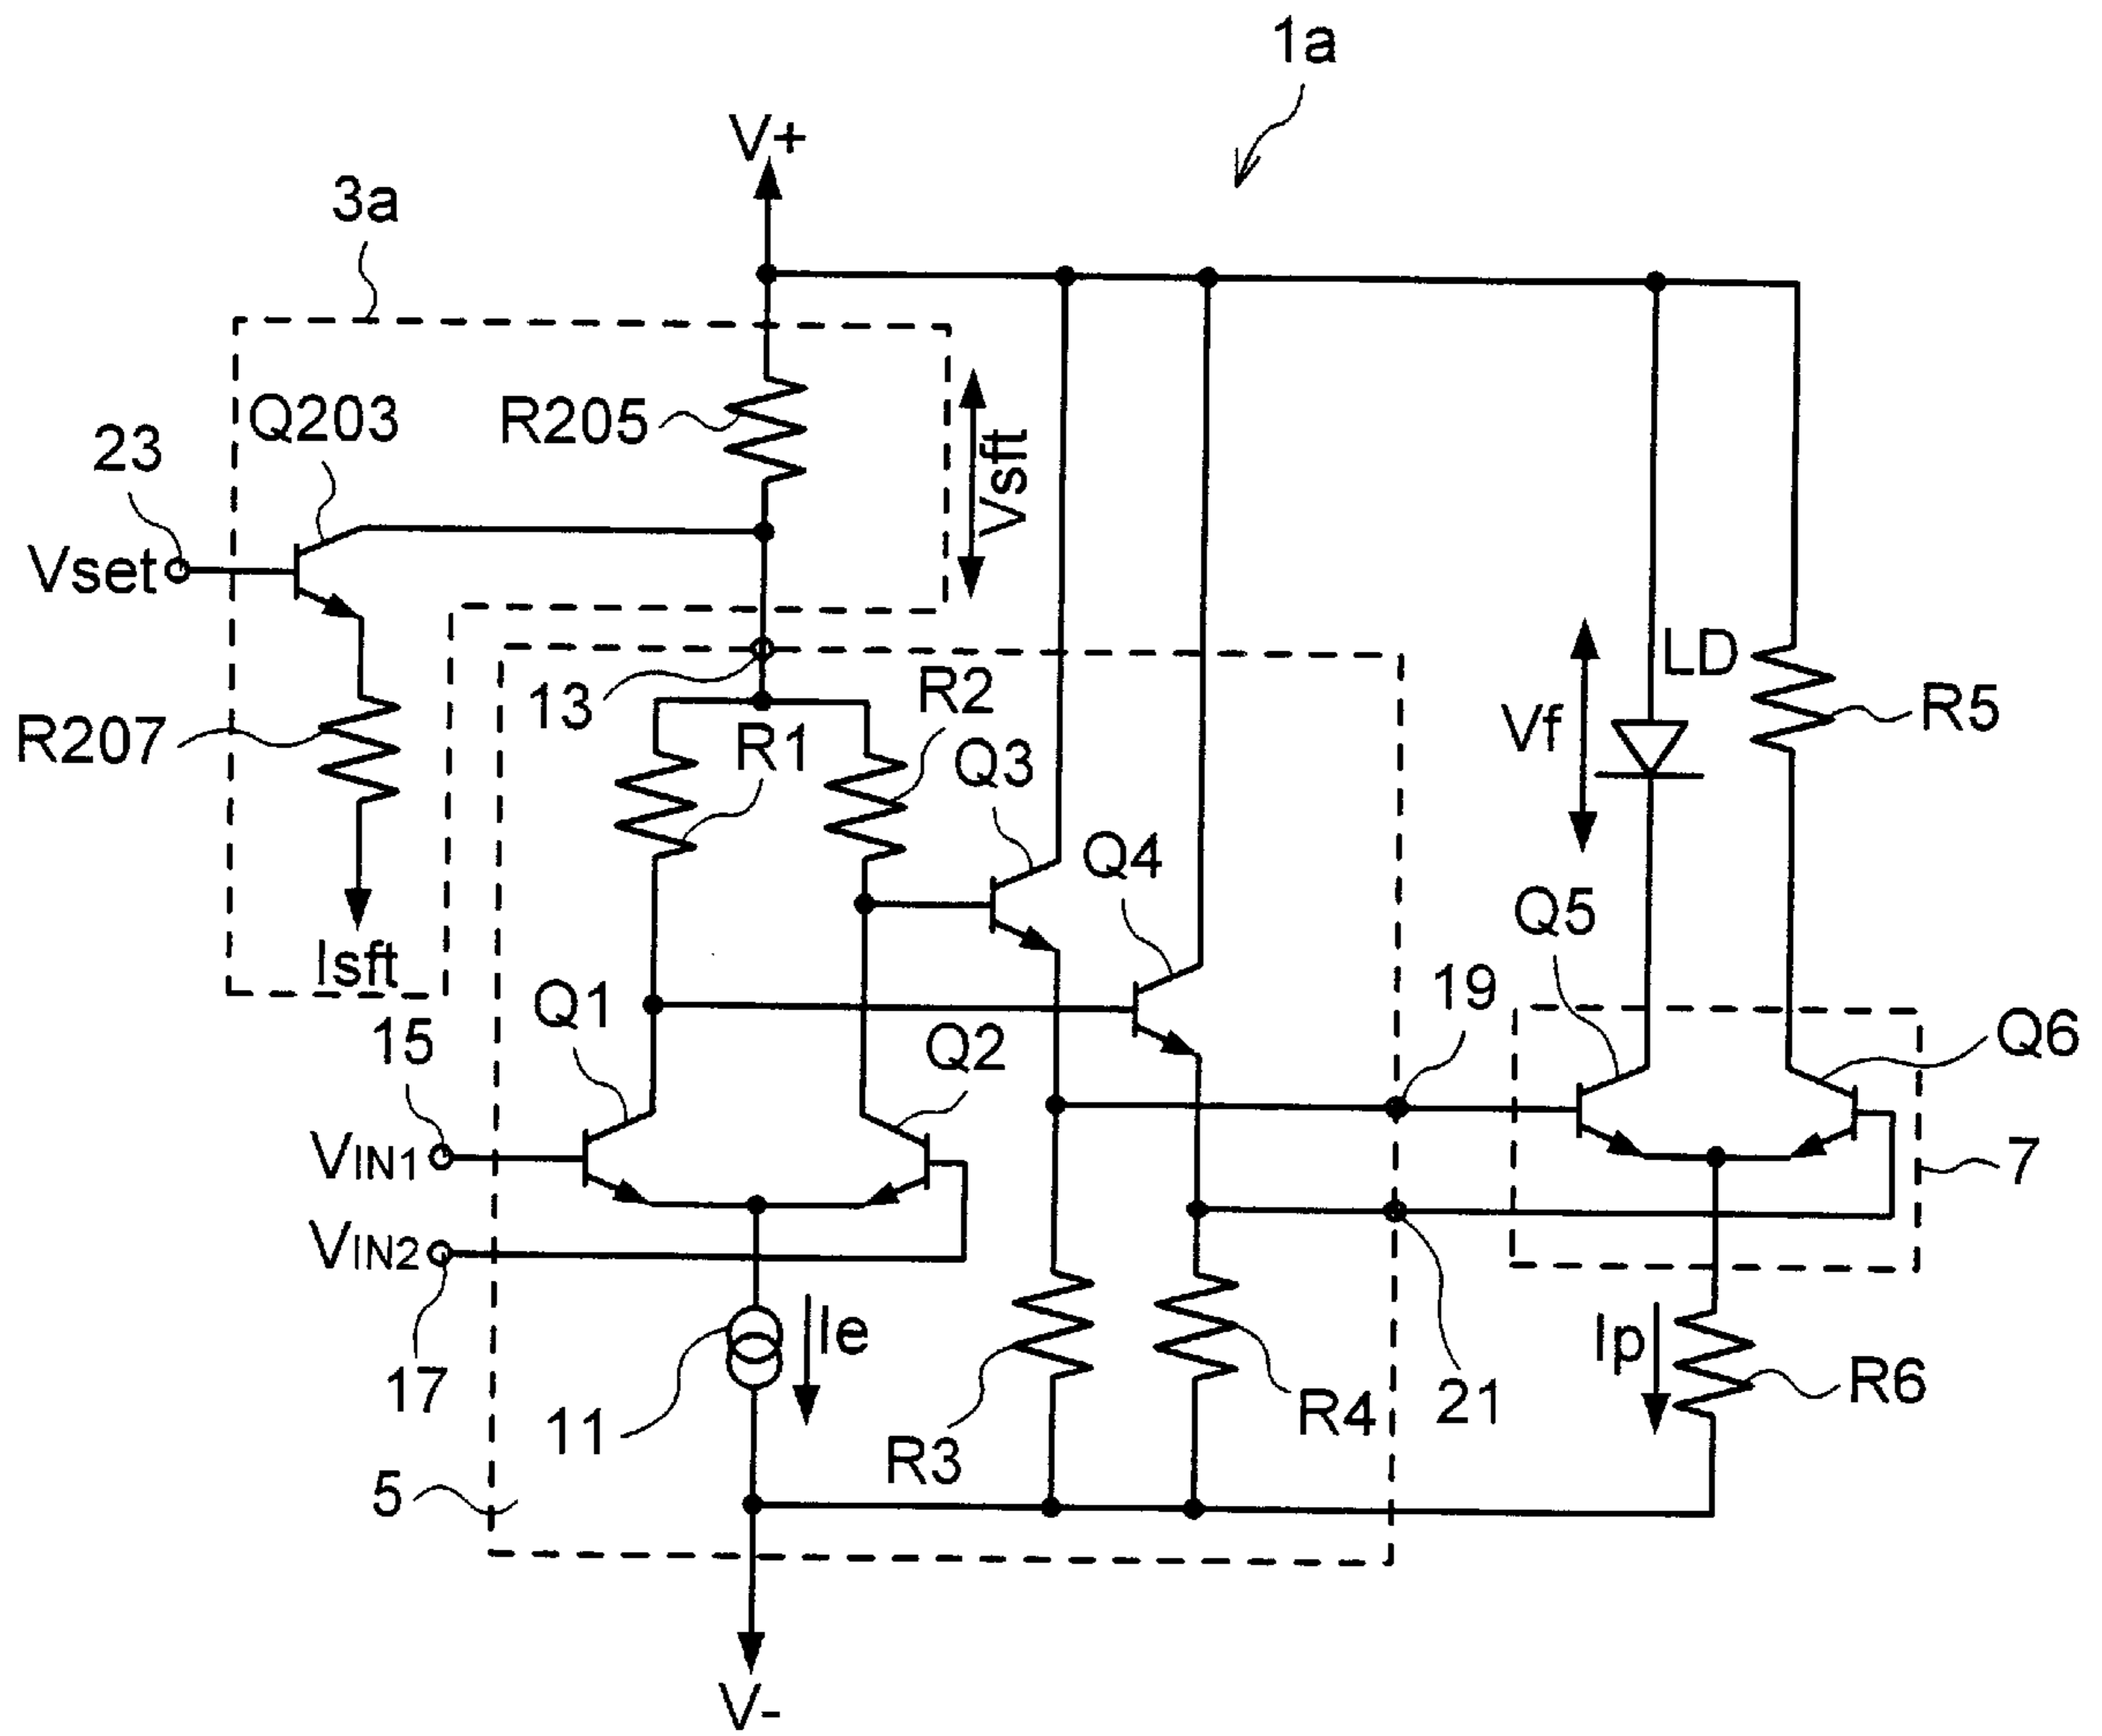 1a
V+
3a
Q203
R205
23
Vsft
Vset
LD
13
R2
R5
R207
R1
Vf
Q3
Q4
Q5
Isft
19
Q1
15
Q2
Q6
VIN1
7
VIN2
Ie
17
11
Ip
R6
21
R4
R3
5
V-